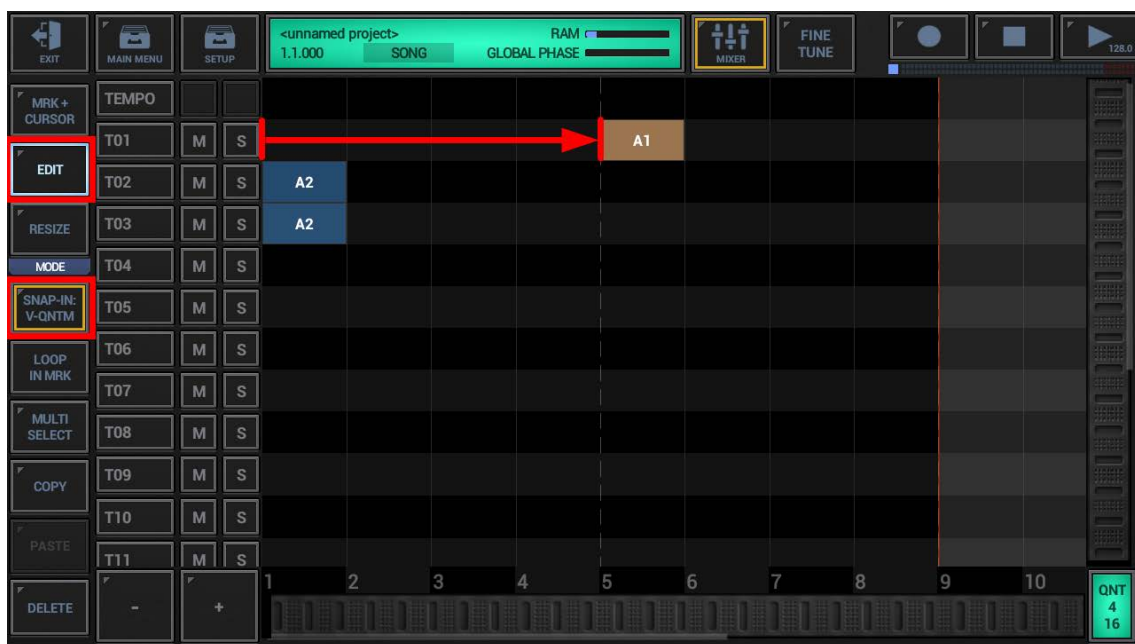 <unnamed project>
RAM
1.1.000
SONG
GLOBAL PHASE
EXIT
MAIN MENU
SETUP
MIXER
FINE
TUNE
128.0
MRK +
CURSOR
EDIT
RESIZE
MODE
SNAP-IN:
V-QNTM
LOOP
IN MRK
MULTI
SELECT
COPY
PASTE
DELETE
TEMPO
T01 M S A1
T02 M S A2
T03 M S A2
T04 M S
T05 M S
T06 M S
T07 M S
T08 M S
T09 M S
T10 M S
T11 M S
- +
1 2 3 4 5 6 7 8 9 10
QNT
4
16